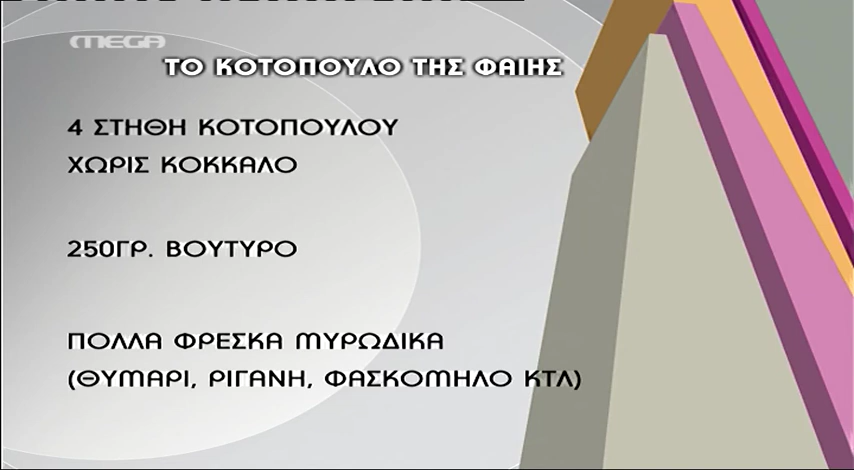 MEGA
ΤΟ ΚΟΤΟΠΟΥΛΟ ΤΗΣ ΦΑΙΗΣ
4 ΣΤΗΘΗ ΚΟΤΟΠΟΥΛΟΥ
ΧΩΡΙΣ ΚΟΚΚΑΛΟ
250ΓΡ. ΒΟΥΤΥΡΟ
ΠΟΛΛΑ ΦΡΕΣΚΑ ΜΥΡΩΔΙΚΑ
(ΘΥΜΑΡΙ, ΡΙΓΑΝΗ, ΦΑΣΚΟΜΗΛΟ ΚΤΛ)